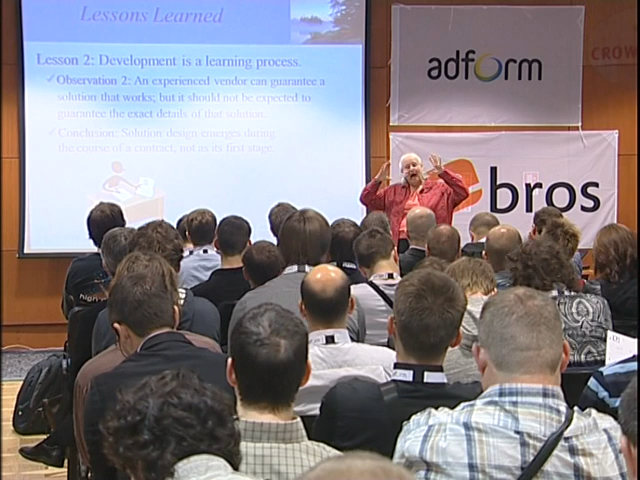 Lessons Learned
Lesson 2: Development is a learning process.
✓Observation 2: An experienced vendor can guarantee a
solution that works; but it should not be expected to
guarantee the exact details of that solution.
✓Conclusion: Solution design emerges during
the course of a contract, not as its first stage.
adform
bros
CROW